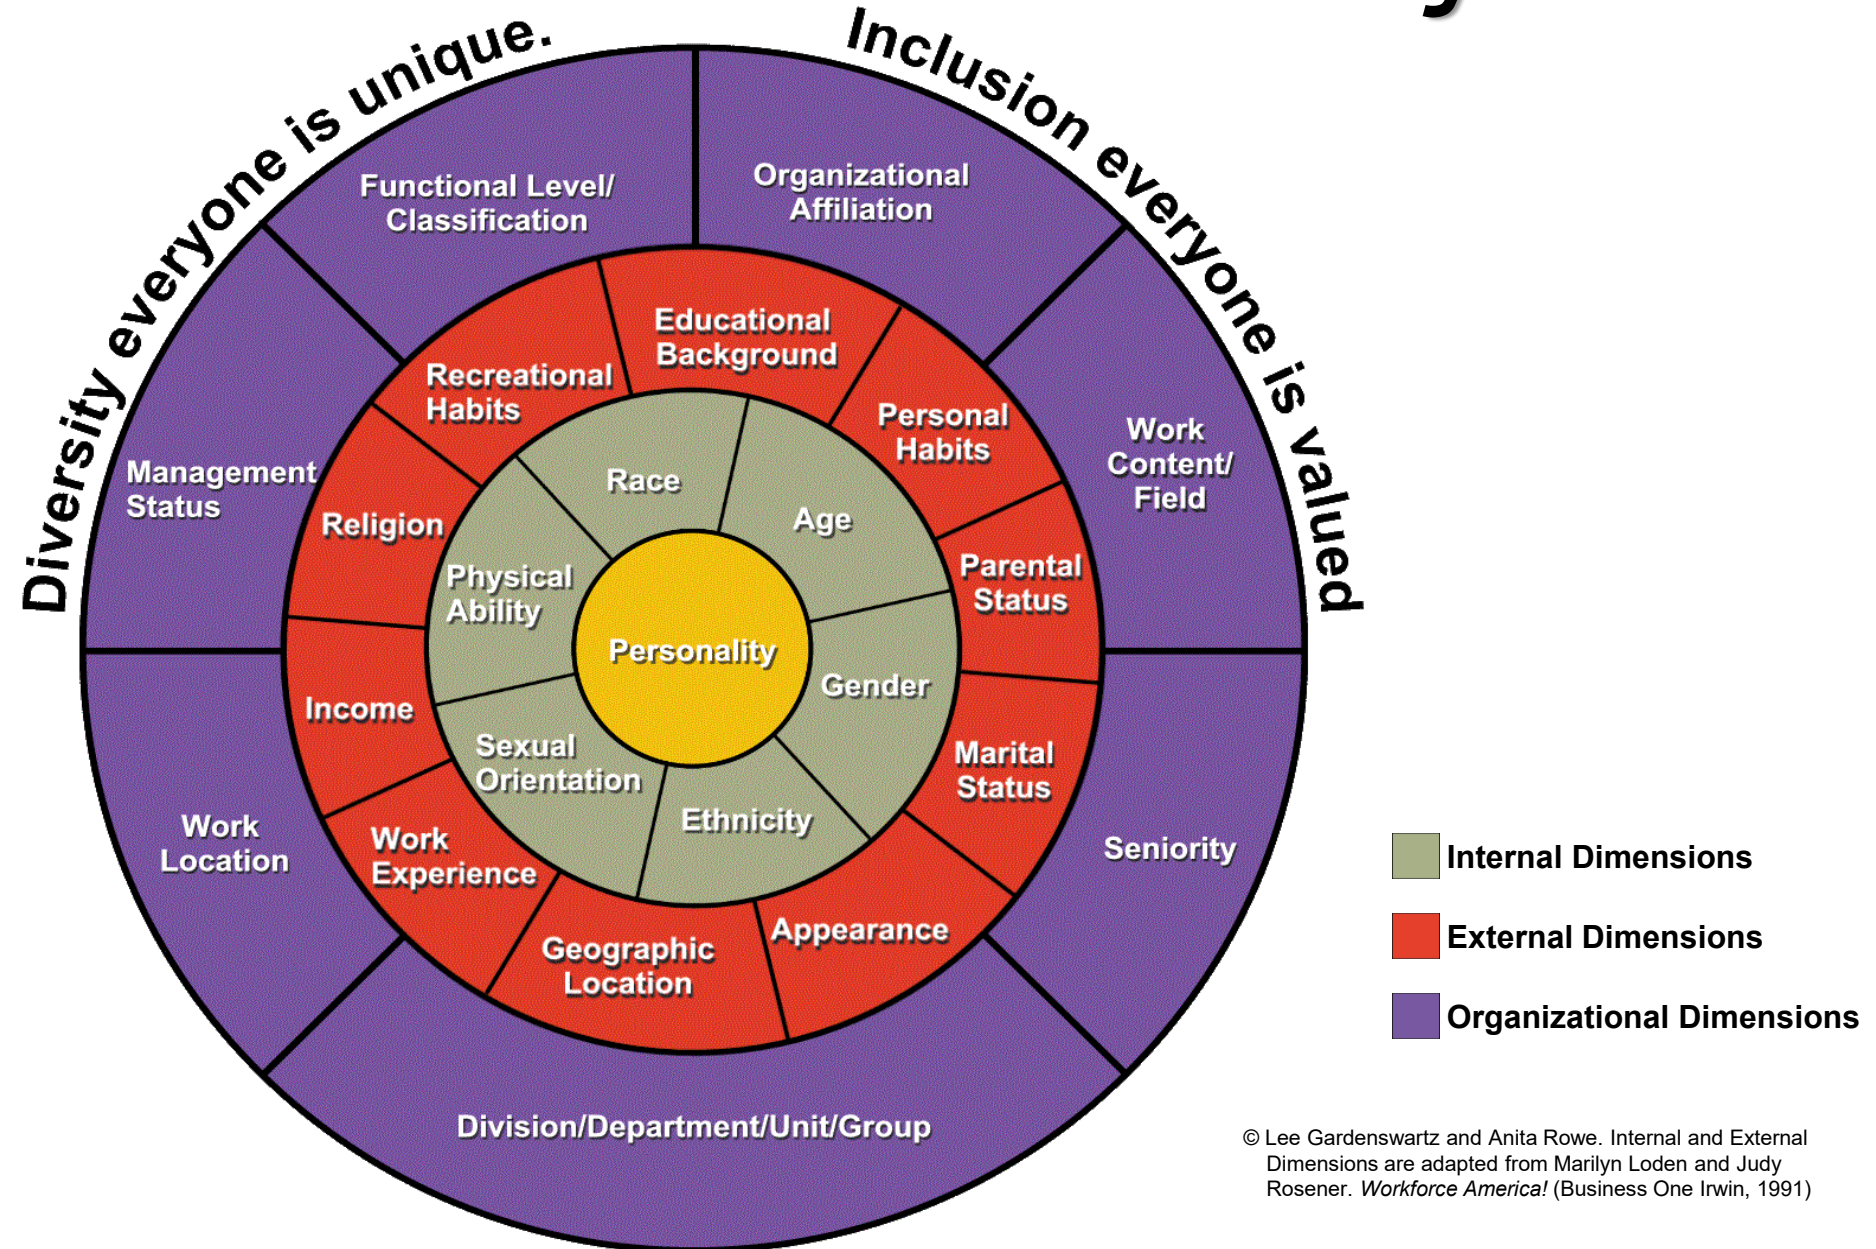 Diversity everyone is unique.
Inclusion everyone is valued
Functional Level/
Classification
Organizational
Affiliation
Management
Status
Work
Content/
Field
Work
Location
Seniority
Division/Department/Unit/Group
Recreational
Habits
Educational
Background
Personal
Habits
Religion
Parental
Status
Income
Marital
Status
Work
Experience
Geographic
Location
Appearance
Race
Age
Physical
Ability
Gender
Sexual
Orientation
Ethnicity
Personality
Internal Dimensions
External Dimensions
Organizational Dimensions
© Lee Gardenswartz and Anita Rowe. Internal and External
Dimensions are adapted from Marilyn Loden and Judy
Rosener. Workforce America! (Business One Irwin, 1991)